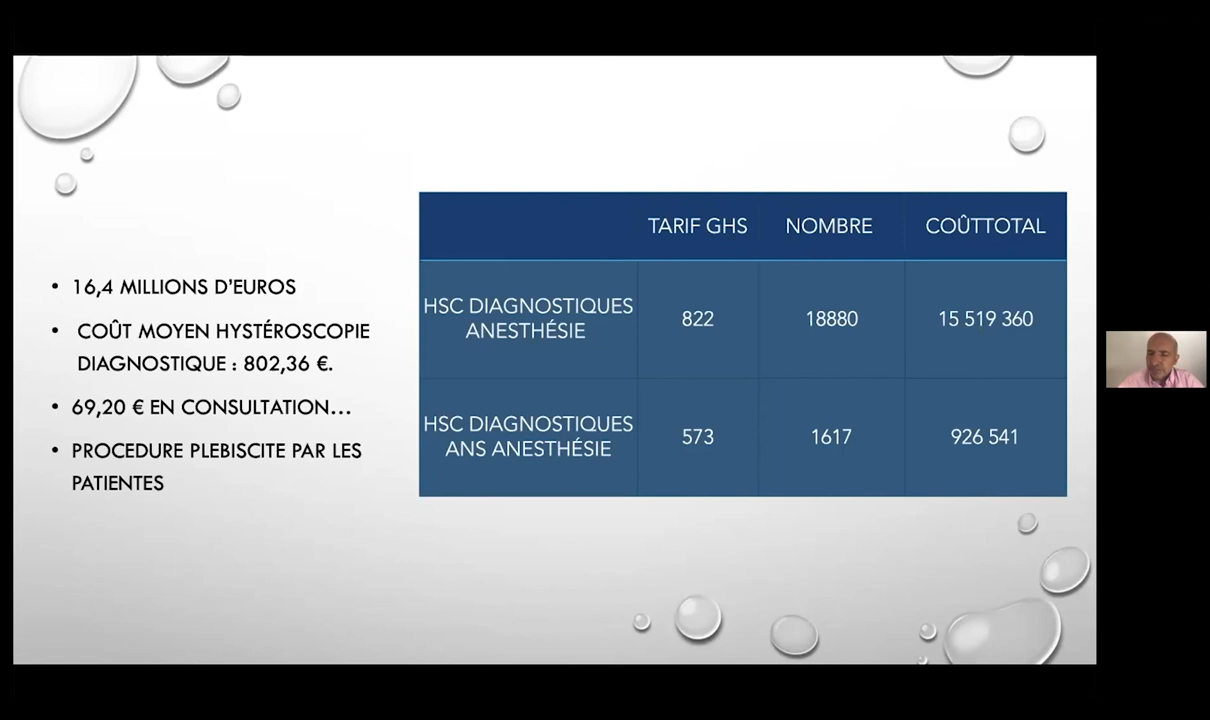 • 16,4 MILLIONS D'EUROS
• COÛT MOYEN HYSTÉROSCOPIE
DIAGNOSTIQUE : 802,36 €.
• 69,20 € EN CONSULTATION...
• PROCEDURE PLEBISCITE PAR LES
PATIENTES
TARIF GHS NOMBRE COÛTTOTAL
HSC DIAGNOSTIQUES
ANESTHÉSIE
822 18880 15 519 360
HSC DIAGNOSTIQUES
ANS ANESTHÉSIE
573 1617 926 541